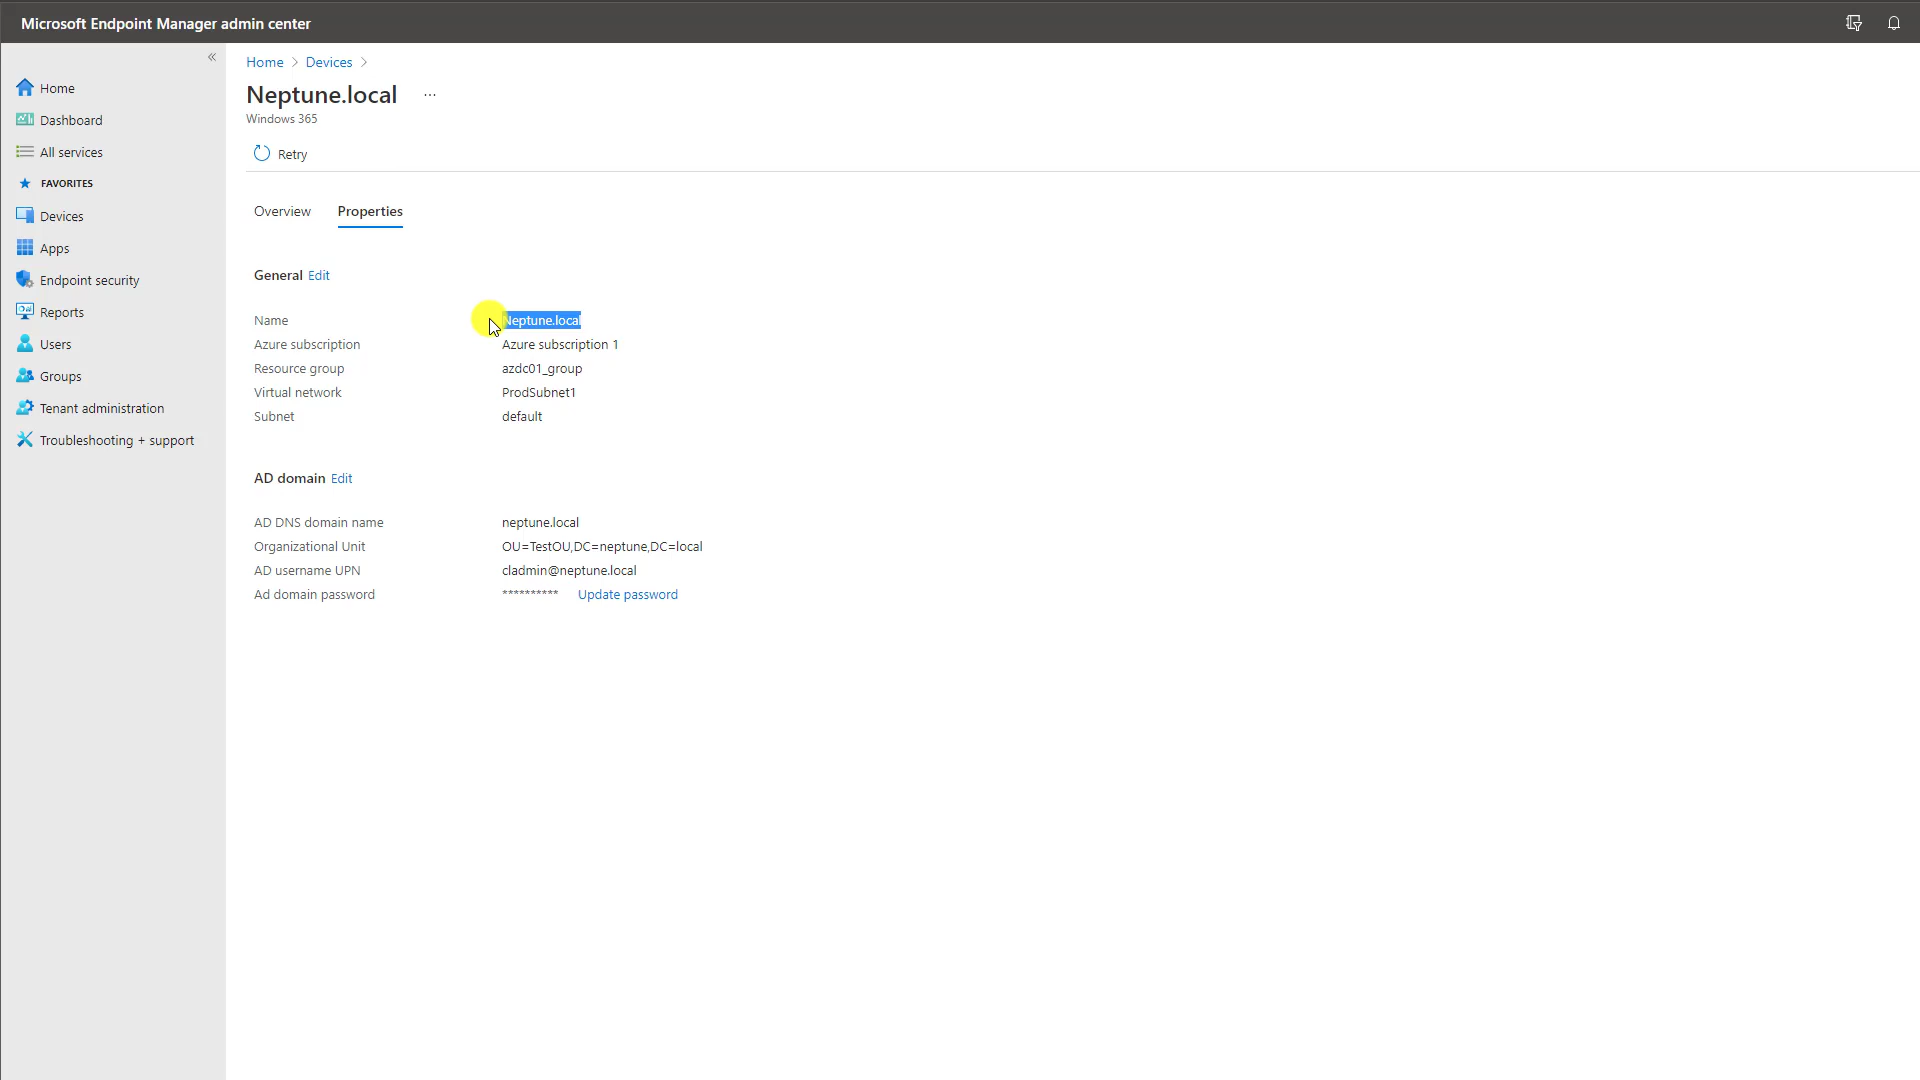 Microsoft Endpoint Manager admin center
«
Home
Dashboard
All services
FAVORITES
Devices
Apps
Endpoint security
Reports
Users
Groups
Tenant administration
Troubleshooting + support
Home > Devices >
Neptune.local ...
Windows 365
Retry
Overview Properties
General Edit
Name Neptune.local
Azure subscription Azure subscription 1
Resource group azdc01_group
Virtual network ProdSubnet1
Subnet default
AD domain Edit
AD DNS domain name neptune.local
Organizational Unit OU=TestOU,DC=neptune,DC=local
AD username UPN cladmin@neptune.local
Ad domain password ********** Update password